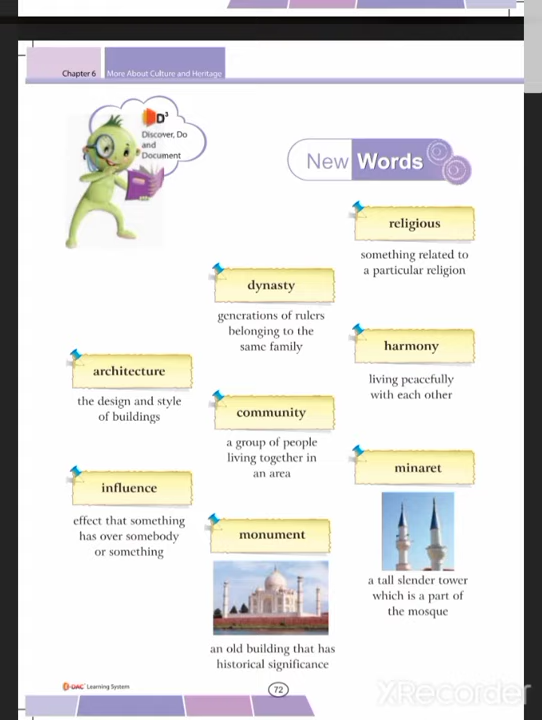 Chapter 6 More About Culture and Heritage
D³
Discover, Do
and
Document
New Words
religious
something related to
a particular religion
dynasty
generations of rulers
belonging to the
same family
harmony
living peacefully
with each other
architecture
the design and style
of buildings
community
a group of people
living together in
an area
minaret
a tall slender tower
which is a part of
the mosque
influence
effect that something
has over somebody
or something
monument
an old building that has
historical significance
DAC Learning System
72
XRecorder